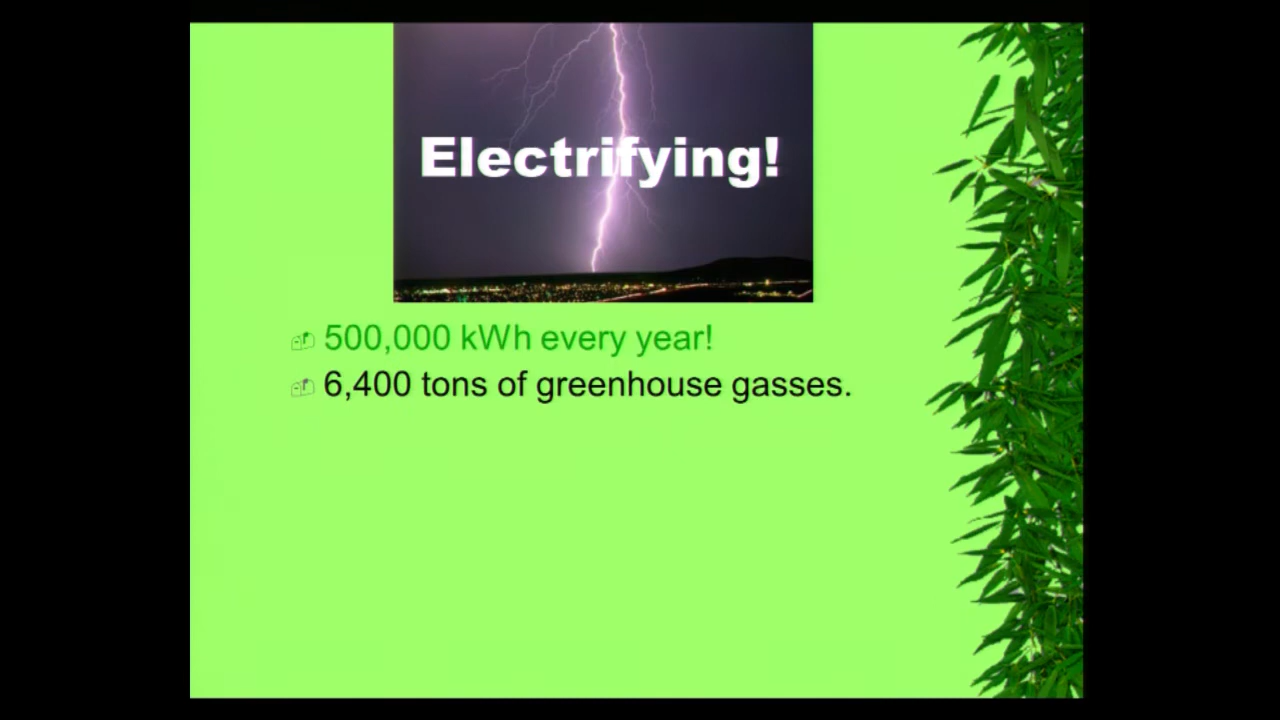 Electrifying!
500,000 kWh every year!
6,400 tons of greenhouse gasses.